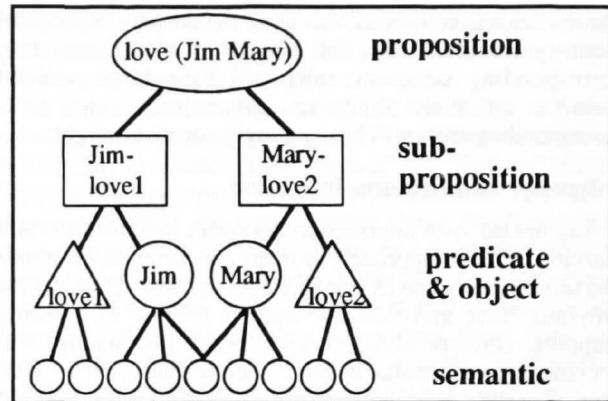 love (Jim Mary)
proposition
Jim-
love1
Mary-
love2
sub-
proposition
love1
Jim
Mary
love2
predicate
& object
semantic